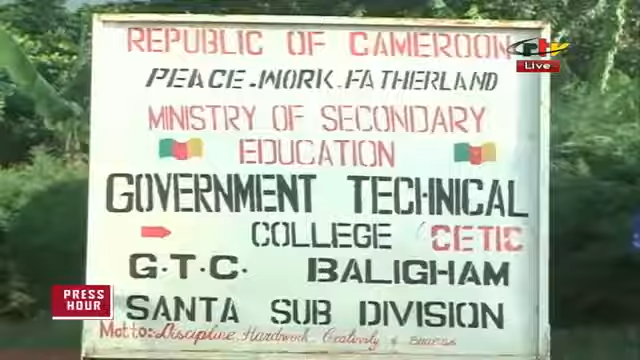 REPUBLIC OF CAMEROON
PEACE.WORK.FATHERLAND
MINISTRY OF SECONDARY
EDUCATION
GOVERNMENT TECHNICAL
COLLEGE CETIC
G.T.C. BALIGHAM
SANTA SUB DIVISION
Motto: Discipline, Hardwork,
crtv
Live
PRESS
HOUR